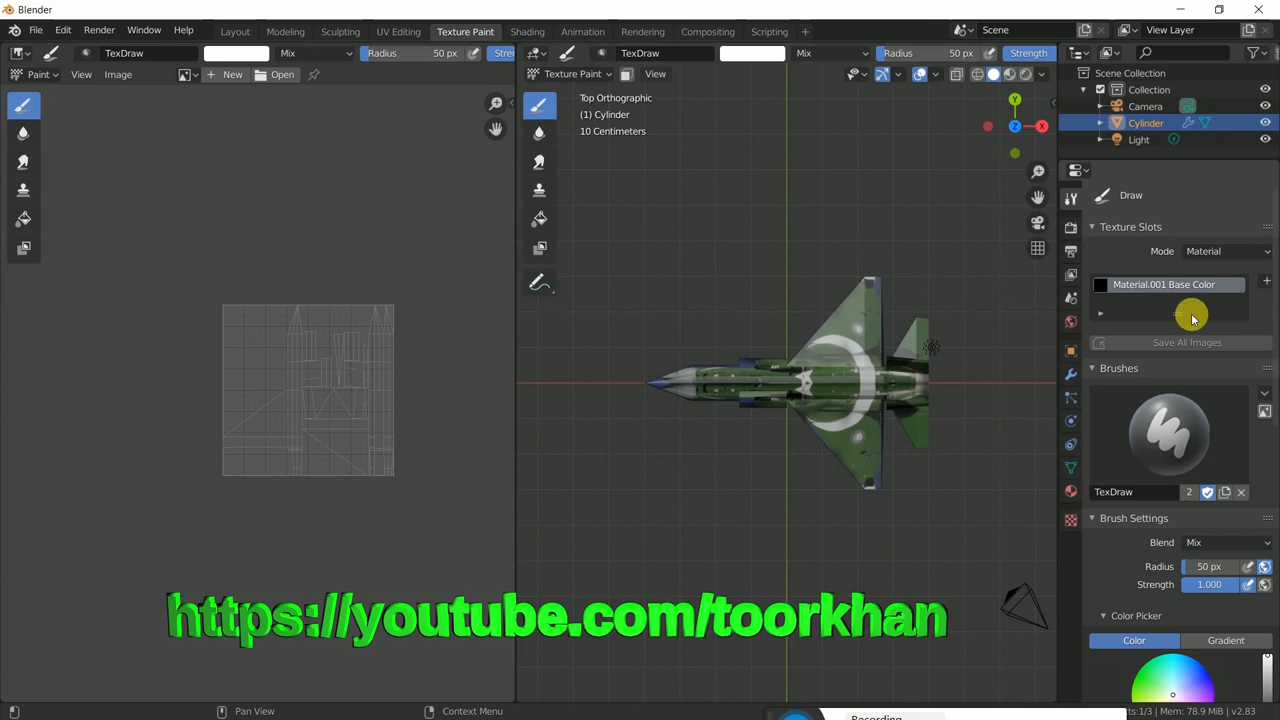 Blender
File Edit Render Window Help Layout Modeling Sculpting UV Editing Texture Paint Shading Animation Rendering Compositing Scripting + Scene View Layer
TexDraw Mix Radius 50 px TexDraw Mix Radius 50 px Strength
Paint View Image + New Open Texture Paint View
Scene Collection
Collection
Camera
Cylinder
Light
Top Orthographic
(1) Cylinder
10 Centimeters
Y
Z
X
Draw
Texture Slots
Mode Material
Material.001 Base Color
Save All Images
Brushes
TexDraw 2
Brush Settings
Blend Mix
Radius 50 px
Strength 1.000
Color Picker
Color Gradient
https://youtube.com/toorkhan
Pan View Context Menu
Recording
ts:1/3 | Mem: 78.9 MiB | v2.83